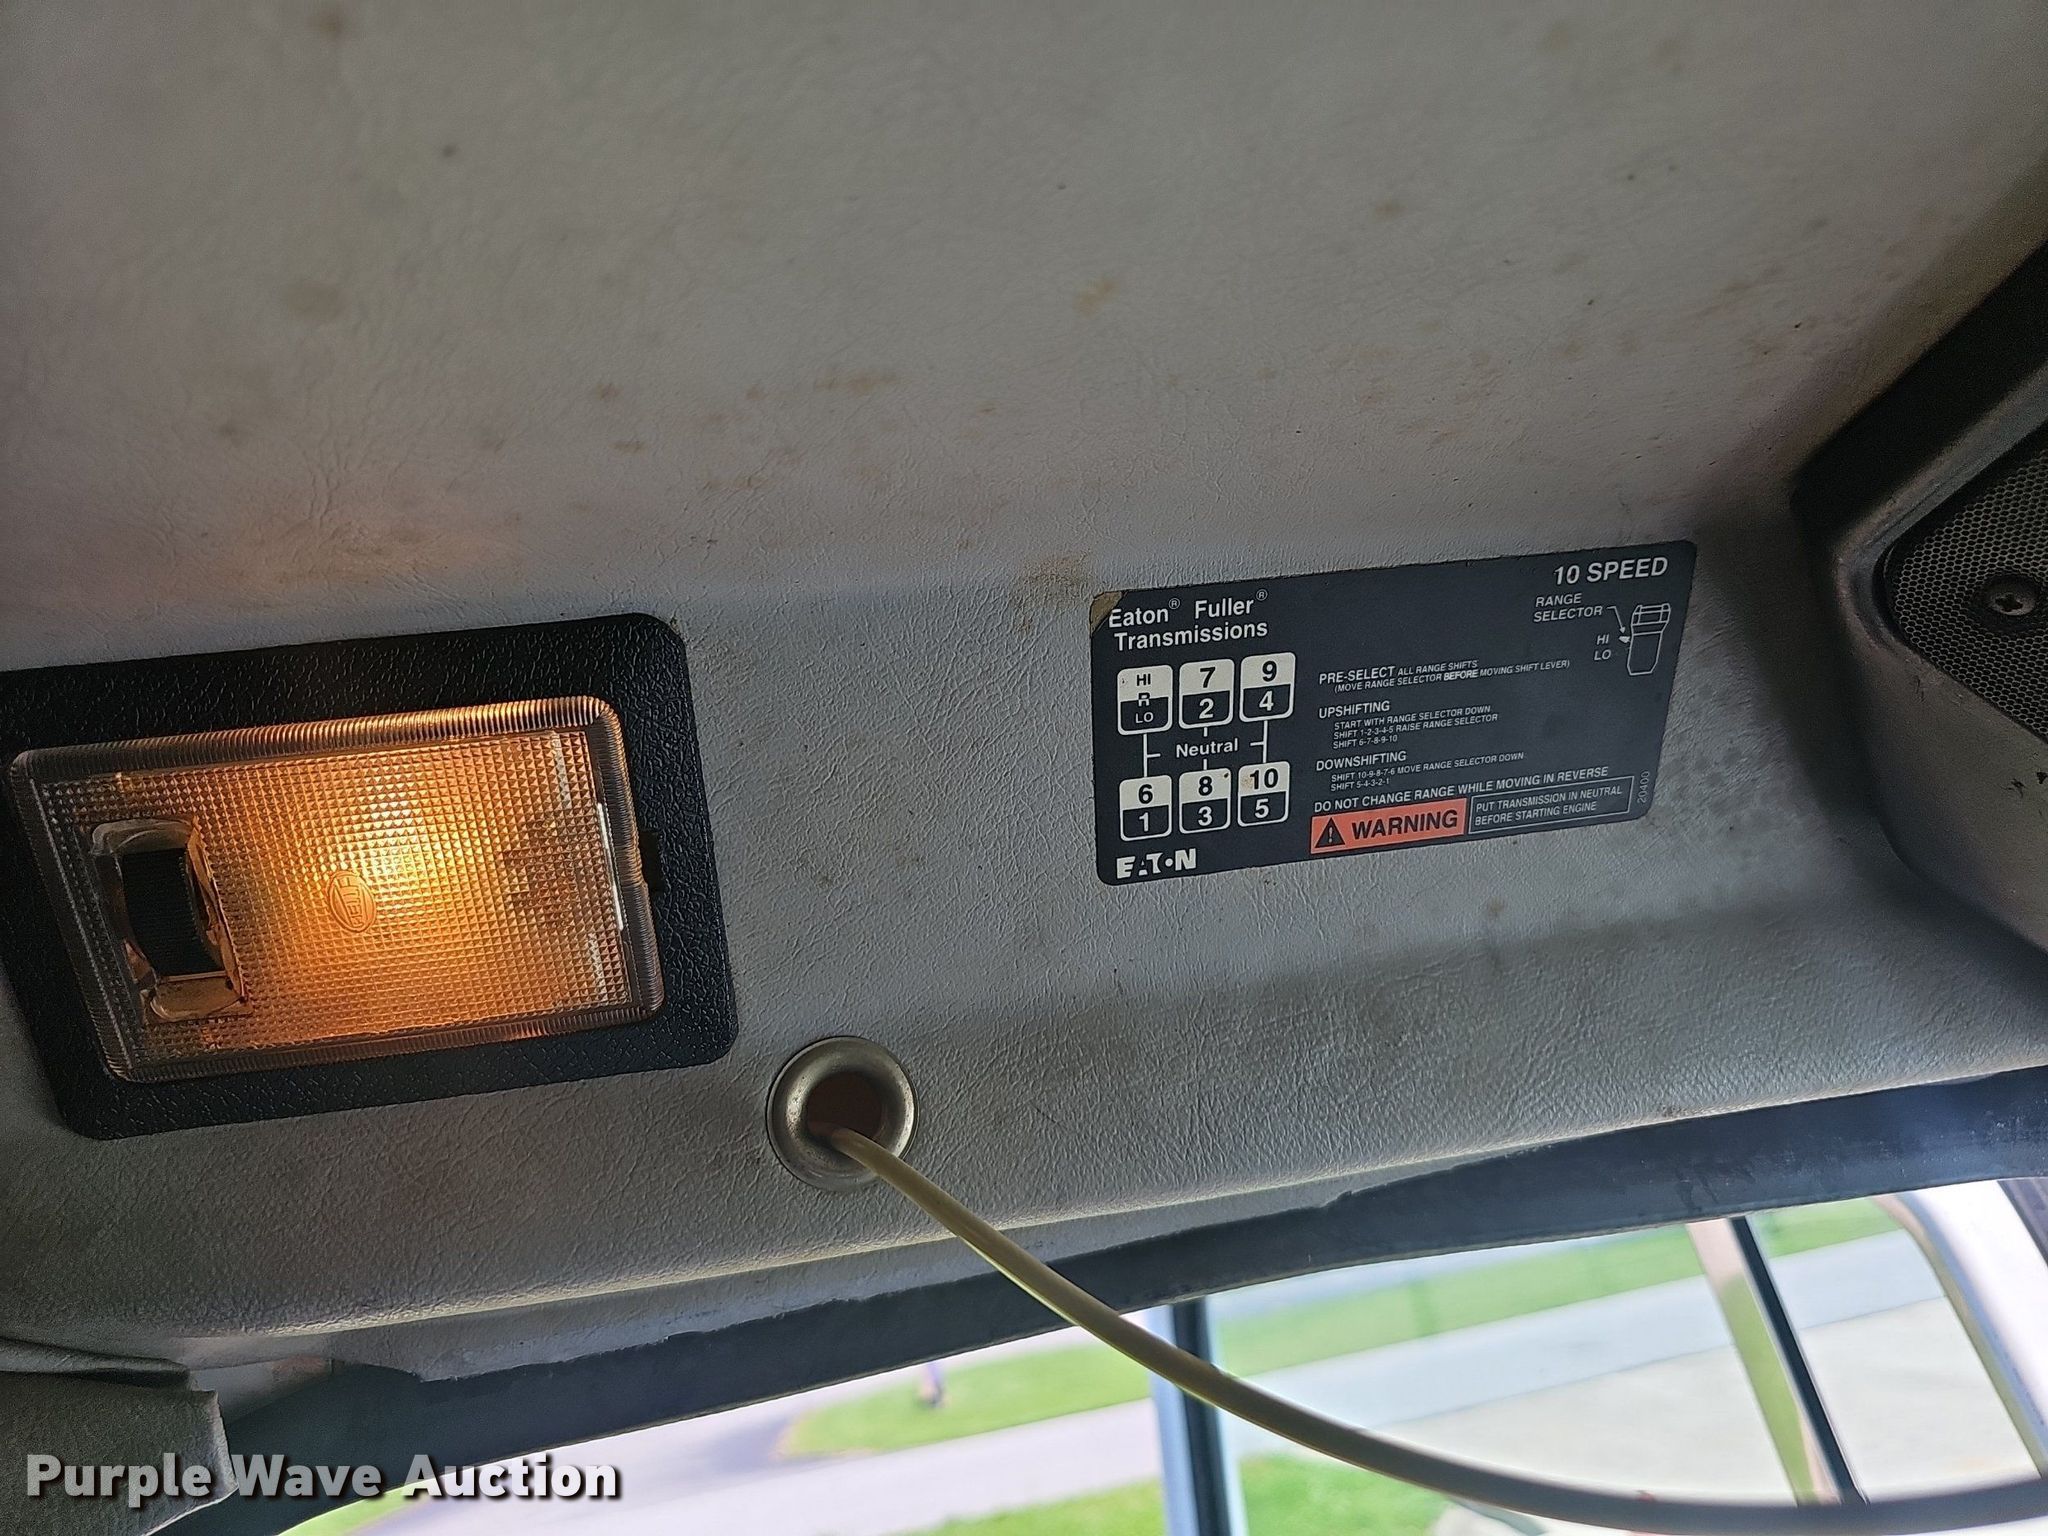 10 SPEED
Eaton® Fuller®
Transmissions
RANGE
SELECTOR
HI
LO
HI
R
LO
7
2
9
4
Neutral
6
1
8
3
10
5
EATON
PRE-SELECT ALL RANGE SHIFTS
(MOVE RANGE SELECTOR BEFORE MOVING SHIFT LEVER)
UPSHIFTING
START WITH RANGE SELECTOR DOWN
SHIFT 1-2-3-4-5 RAISE RANGE SELECTOR
SHIFT 6-7-8-9-10
DOWNSHIFTING
SHIFT 10-9-8-7-6 MOVE RANGE SELECTOR DOWN
SHIFT 5-4-3-2-1
DO NOT CHANGE RANGE WHILE MOVING IN REVERSE
WARNING
PUT TRANSMISSION IN NEUTRAL
BEFORE STARTING ENGINE
20400
HELLA
Purple Wave Auction